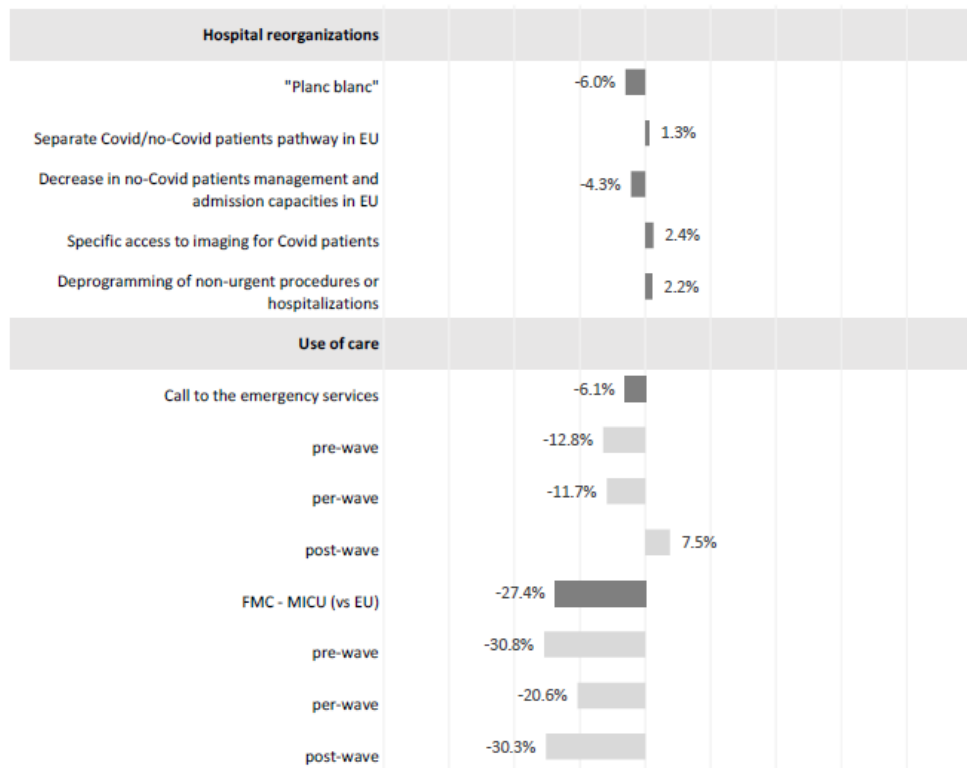 Hospital reorganizations
"Planc blanc"
-6.0%
Separate Covid/no-Covid patients pathway in EU
1.3%
Decrease in no-Covid patients management and
admission capacities in EU
-4.3%
Specific access to imaging for Covid patients
2.4%
Deprogramming of non-urgent procedures or
hospitalizations
2.2%
Use of care
Call to the emergency services
-6.1%
pre-wave
-12.8%
per-wave
-11.7%
post-wave
7.5%
FMC - MICU (vs EU)
-27.4%
pre-wave
-30.8%
per-wave
-20.6%
post-wave
-30.3%